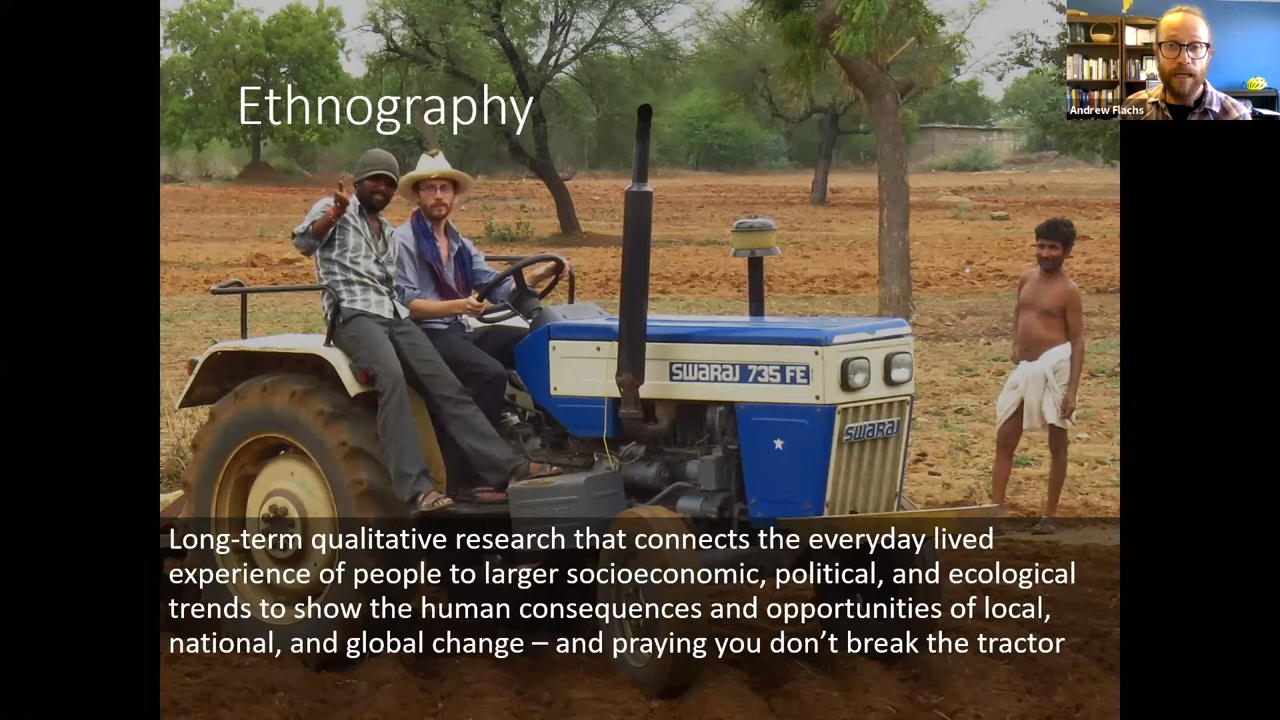 Ethnography
Andrew Flachs
SWARAJ 735 FE
SWARAJ
Long-term qualitative research that connects the everyday lived
experience of people to larger socioeconomic, political, and ecological
trends to show the human consequences and opportunities of local,
national, and global change – and praying you don’t break the tractor